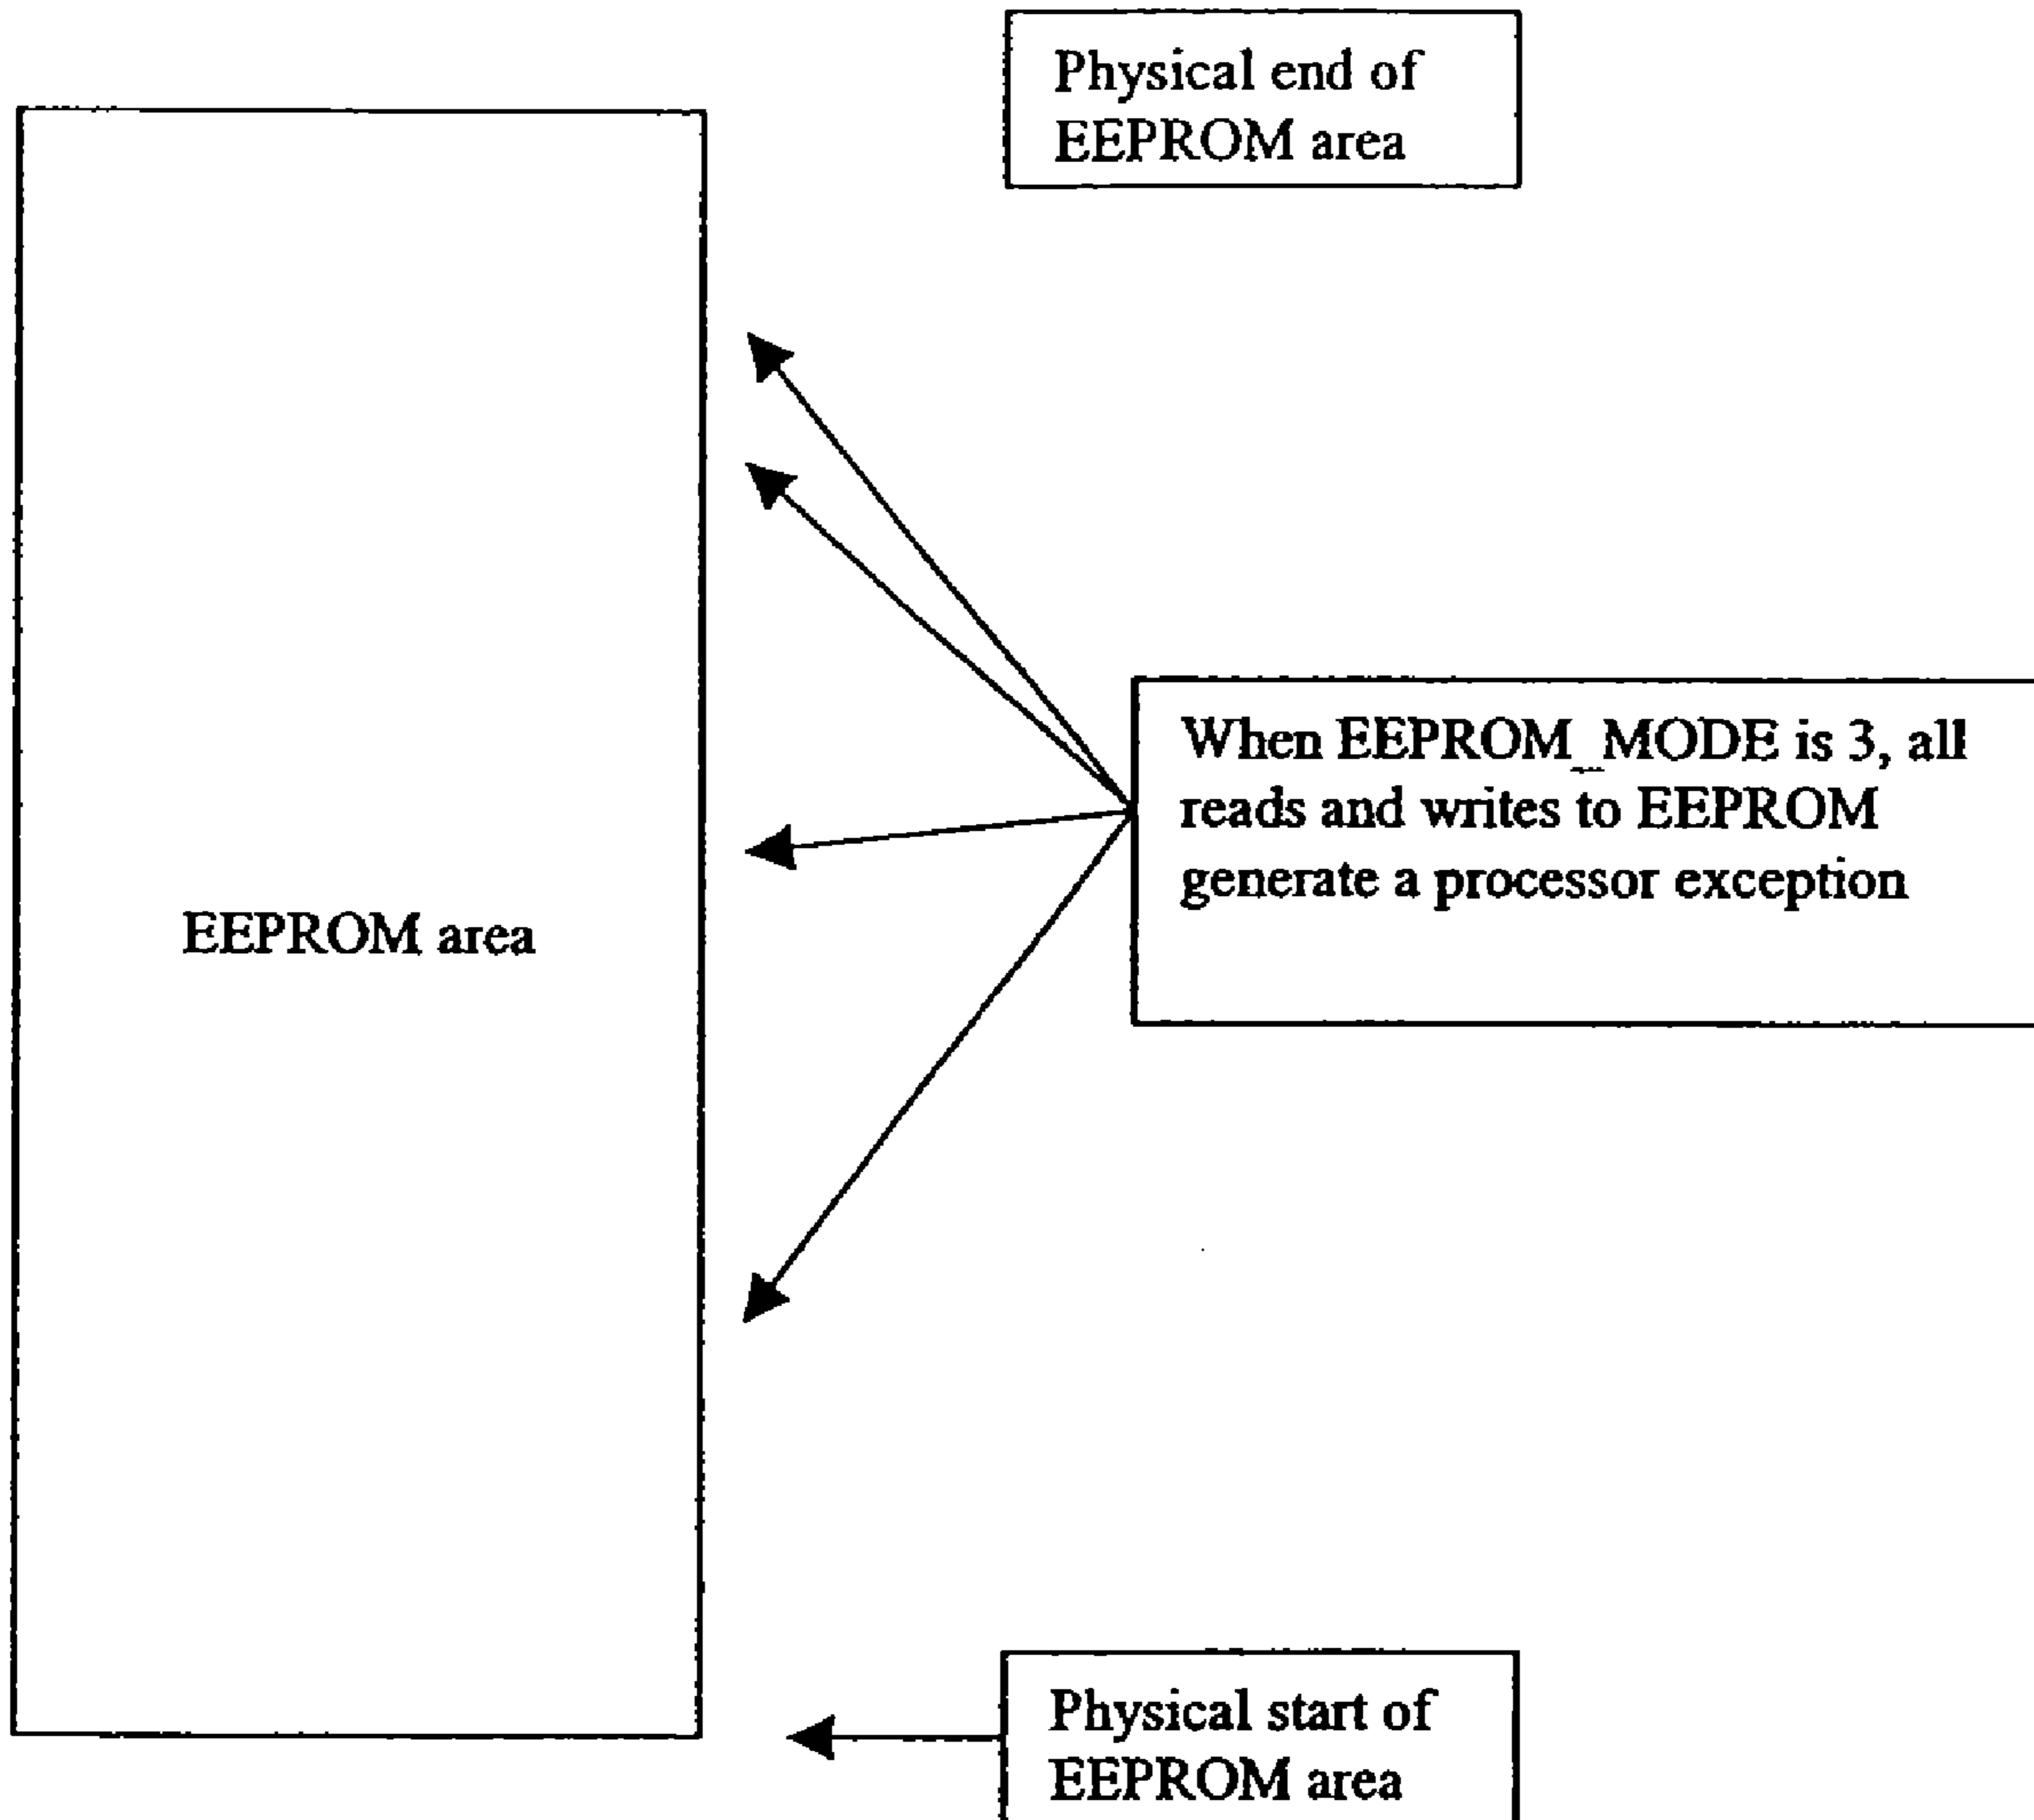 Physical end of
EEPROM area
When EEPROM_MODE is 3, all
reads and writes to EEPROM
generate a processor exception
EEPROM area
Physical start of
EEPROM area